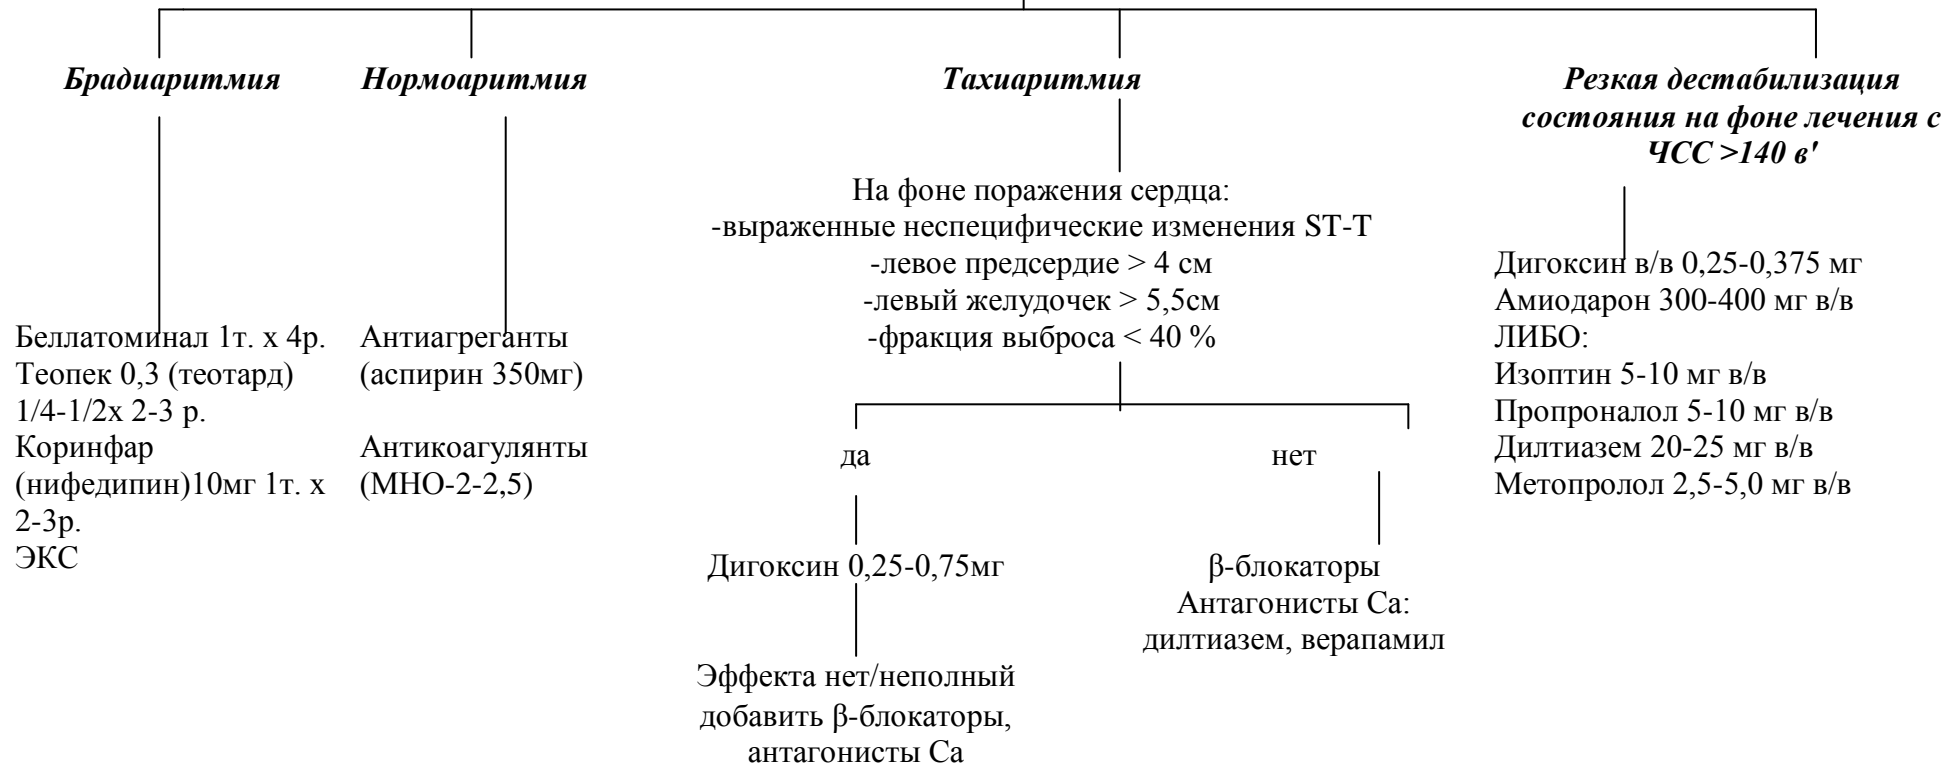 Брадиаритмия
Нормоаритмия
Тахиаритмия
Резкая дестабилизация
состояния на фоне лечения с
ЧСС >140 в'
Беллатоминал 1т. х 4р.
Теопек 0,3 (теотард)
1/4-1/2х 2-3 р.
Коринфар
(нифедипин)10мг 1т. х
2-3р.
ЭКС
Антиагреганты
(аспирин 350мг)
Антикоагулянты
(МНО-2-2,5)
На фоне поражения сердца:
-выраженные неспецифические изменения ST-T
-левое предсердие > 4 см
-левый желудочек > 5,5см
-фракция выброса < 40 %
да
нет
Дигоксин 0,25-0,75мг
Эффекта нет/неполный
добавить β-блокаторы,
антагонисты Са
β-блокаторы
Антагонисты Са:
дилтиазем, верапамил
Дигоксин в/в 0,25-0,375 мг
Амиодарон 300-400 мг в/в
ЛИБО:
Изоптин 5-10 мг в/в
Пропроналол 5-10 мг в/в
Дилтиазем 20-25 мг в/в
Метопролол 2,5-5,0 мг в/в